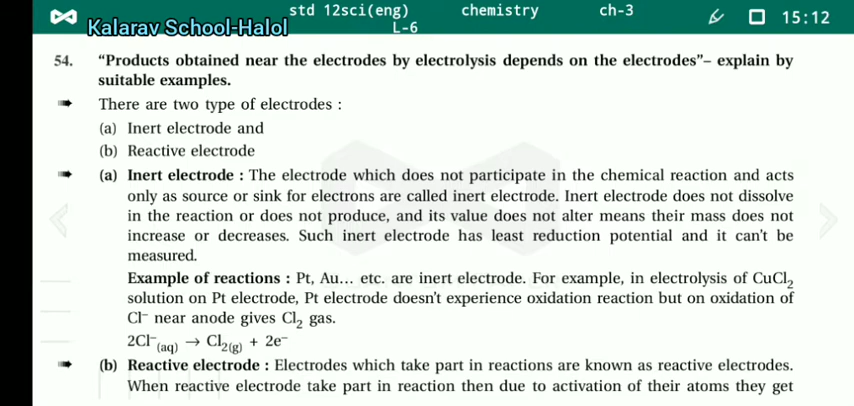 std 12sci(eng) chemistry ch-3
15:12
Kalarav School-Halol L-6
54. “Products obtained near the electrodes by electrolysis depends on the electrodes”– explain by
suitable examples.
➠ There are two type of electrodes :
(a) Inert electrode and
(b) Reactive electrode
➠ (a) Inert electrode : The electrode which does not participate in the chemical reaction and acts
only as source or sink for electrons are called inert electrode. Inert electrode does not dissolve
in the reaction or does not produce, and its value does not alter means their mass does not
increase or decreases. Such inert electrode has least reduction potential and it can't be
measured.
Example of reactions : Pt, Au... etc. are inert electrode. For example, in electrolysis of CuCl₂
solution on Pt electrode, Pt electrode doesn't experience oxidation reaction but on oxidation of
Cl⁻ near anode gives Cl₂ gas.
2Cl⁻(aq) → Cl₂(g) + 2e⁻
➠ (b) Reactive electrode : Electrodes which take part in reactions are known as reactive electrodes.
When reactive electrode take part in reaction then due to activation of their atoms they get